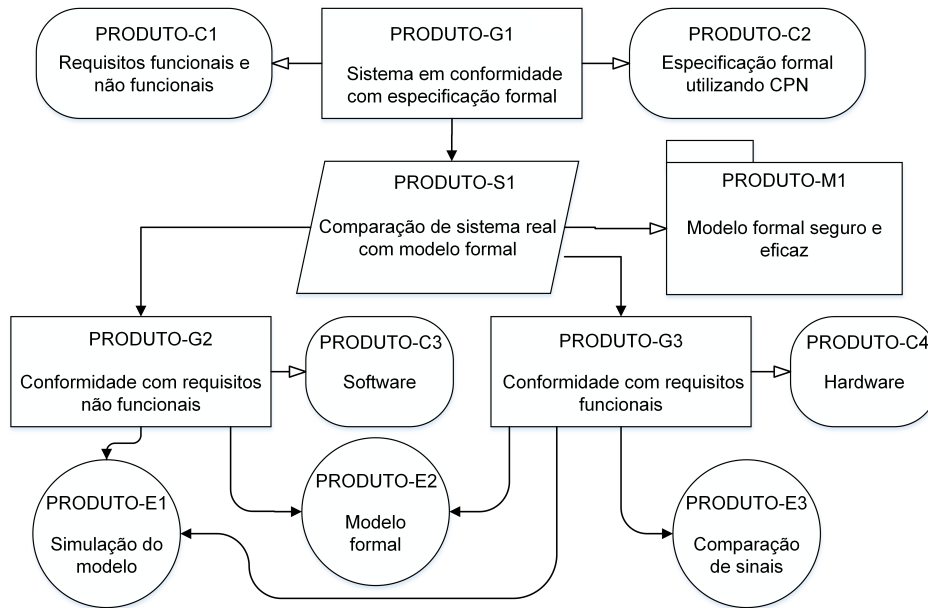 PRODUTO-C1
Requisitos funcionais e
não funcionais
PRODUTO-G1
Sistema em conformidade
com especificação formal
PRODUTO-C2
Especificação formal
utilizando CPN
PRODUTO-S1
Comparação de sistema real
com modelo formal
PRODUTO-M1
Modelo formal seguro e
eficaz
PRODUTO-G2
Conformidade com requisitos
não funcionais
PRODUTO-C3
Software
PRODUTO-G3
Conformidade com requisitos
funcionais
PRODUTO-C4
Hardware
PRODUTO-E1
Simulação do
modelo
PRODUTO-E2
Modelo
formal
PRODUTO-E3
Comparação
de sinais